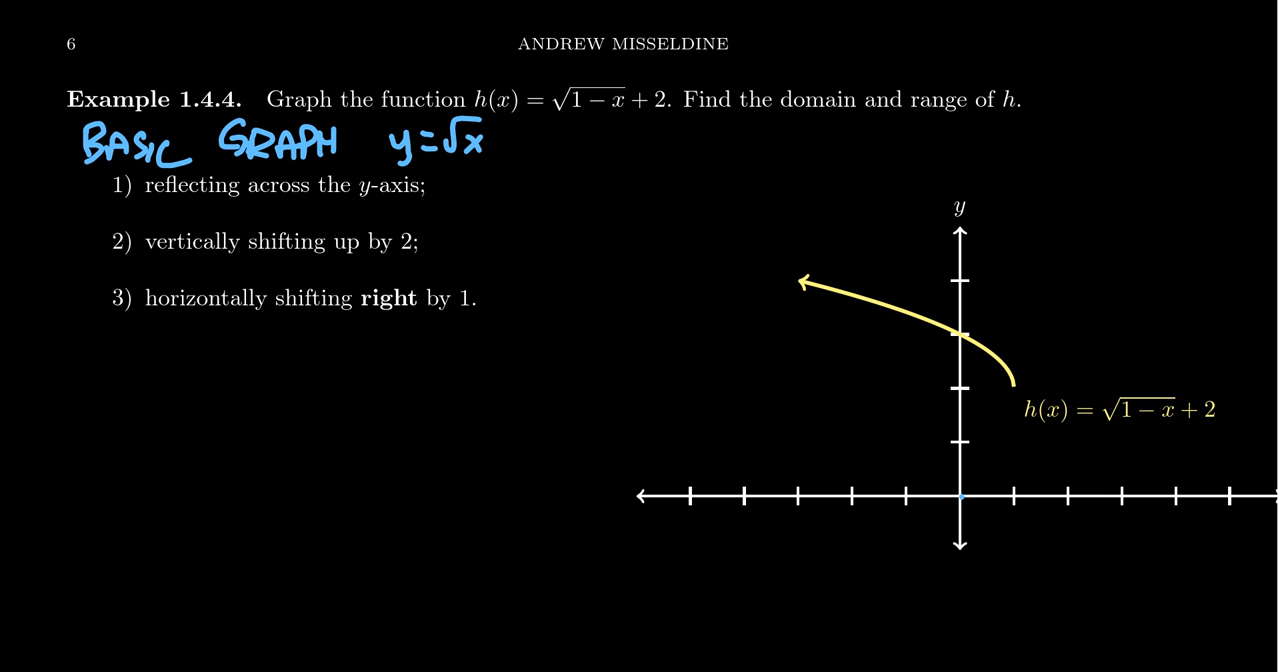 6 ANDREW MISSELDINE
Example 1.4.4. Graph the function h(x) = √(1 − x) + 2. Find the domain and range of h.
BASIC GRAPH y=√x
1) reflecting across the y-axis;
2) vertically shifting up by 2;
3) horizontally shifting right by 1.
y
h(x) = √(1 − x) + 2